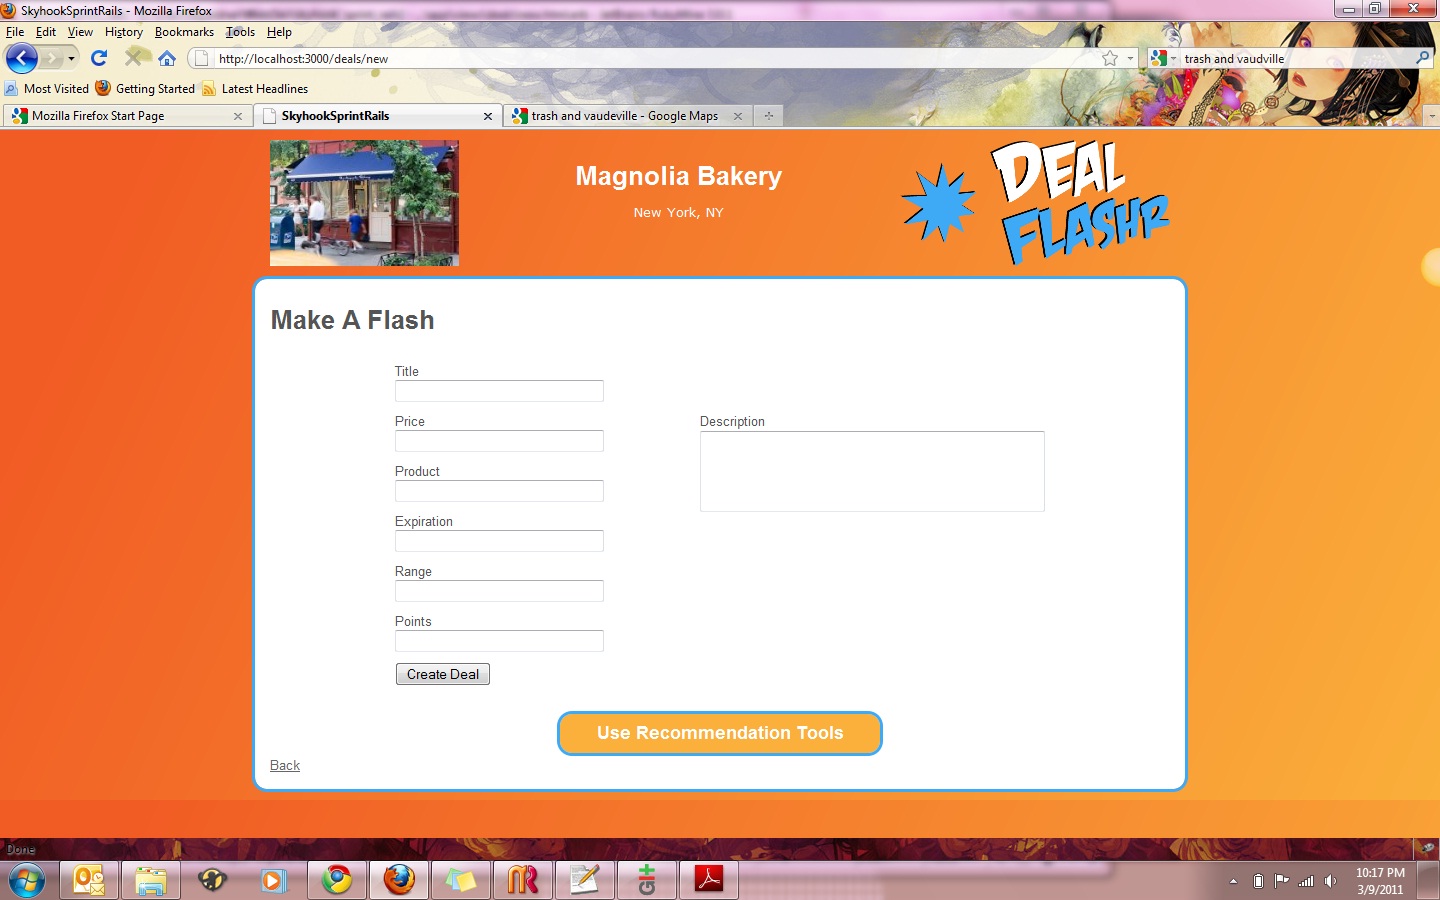 SkyhookSprintRails - Mozilla Firefox
File Edit View History Bookmarks Tools Help
http://localhost:3000/deals/new
trash and vaudville
Most Visited Getting Started Latest Headlines
Mozilla Firefox Start Page
SkyhookSprintRails
trash and vaudeville - Google Maps
Magnolia Bakery
New York, NY
DEAL
FLASHR
Make A Flash
Title
Price
Description
Product
Expiration
Range
Points
Create Deal
Use Recommendation Tools
Back
Done
10:17 PM
3/9/2011